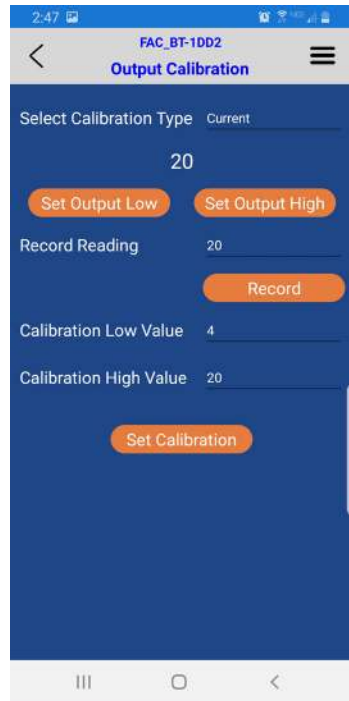 2:47
FAC_BT-1DD2
Output Calibration
Select Calibration Type Current
20
Set Output Low Set Output High
Record Reading 20
Record
Calibration Low Value 4
Calibration High Value 20
Set Calibration